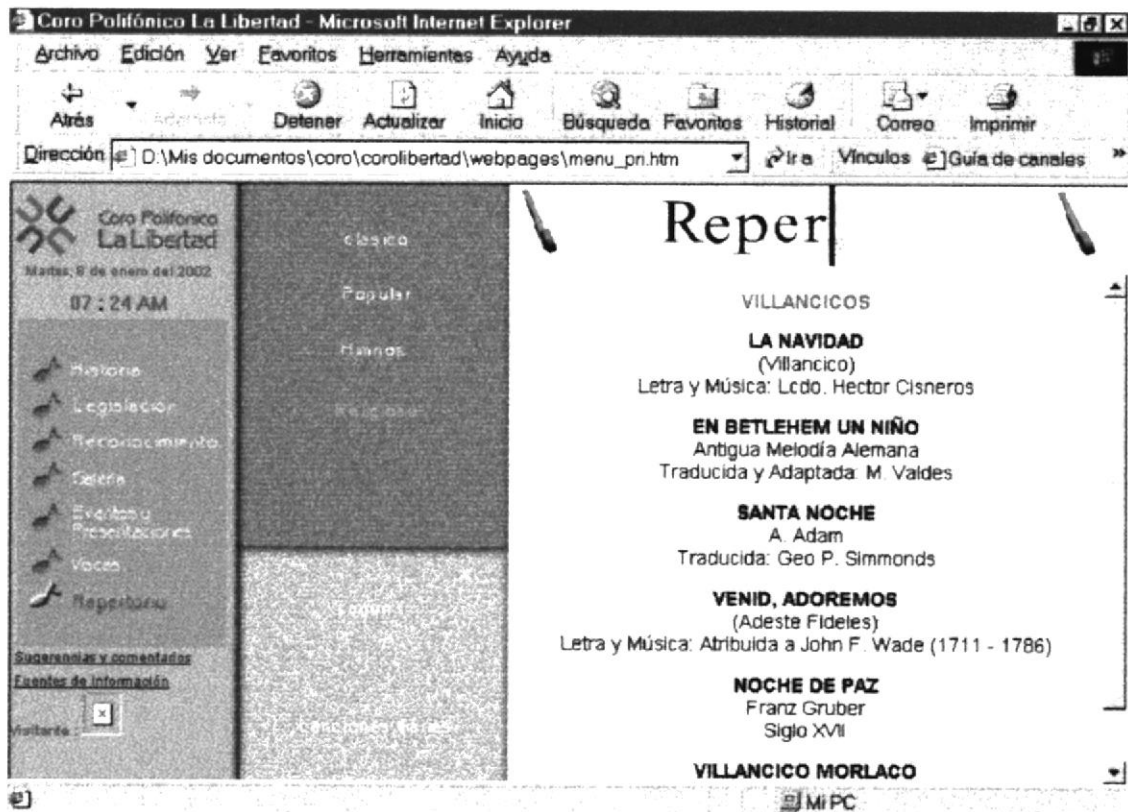 Coro Polifónico La Libertad - Microsoft Internet Explorer
Archivo Edición Ver Favoritos Herramientas Ayuda
Atrás Adelante Detener Actualizar Inicio Búsqueda Favoritos Historial Correo Imprimir
Dirección D:\Mis documentos\coro\corolibertad\webpages\menu_pri.htm Ir a Vínculos Guía de canales »
Coro Polifónico
La Libertad
Martes, 8 de enero del 2002
07 : 24 AM
Historia
Legislación
Reconocimiento
Galería
Eventos y
Presentaciones
Voces
Repertorio
Sugerencias y comentarios
Fuentes de Información
Visitante :
clásica
Popular
Himnos
Religiosa
Reper
VILLANCICOS
LA NAVIDAD
(Villancico)
Letra y Música: Lcdo. Hector Cisneros
EN BETLEHEM UN NIÑO
Antigua Melodía Alemana
Traducida y Adaptada: M. Valdes
SANTA NOCHE
A. Adam
Traducida: Geo P. Simmonds
VENID, ADOREMOS
(Adeste Fideles)
Letra y Música: Atribuida a John F. Wade (1711 - 1786)
NOCHE DE PAZ
Franz Gruber
Siglo XVII
VILLANCICO MORLACO
Mi PC